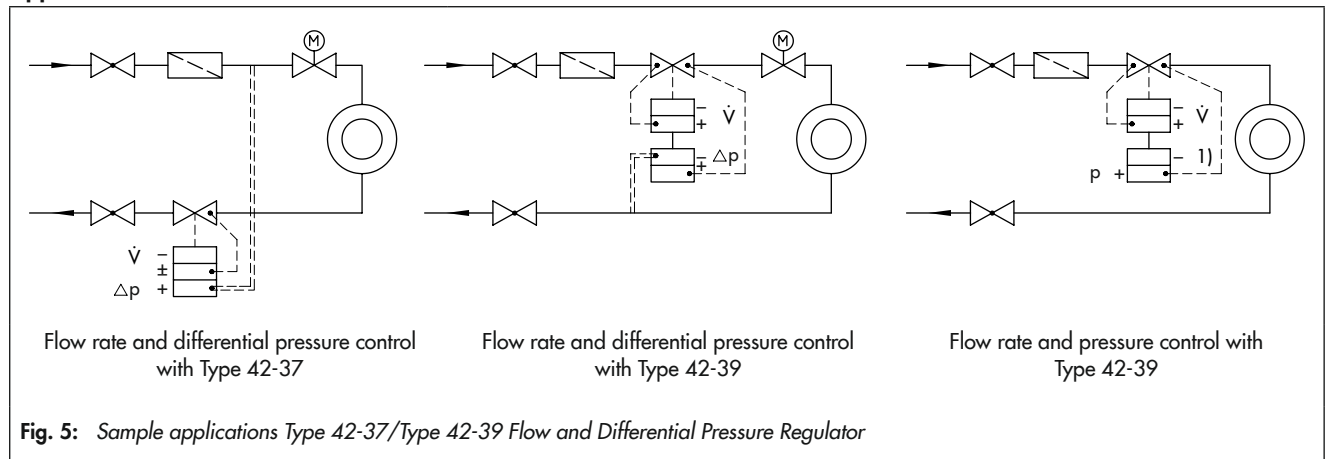 M
V̇ −
±
△p +
Flow rate and differential pressure control
with Type 42-37
M
−
+ V̇
−
+ △p
Flow rate and differential pressure control
with Type 42-39
−
+ V̇
− 1)
p +
Flow rate and pressure control with
Type 42-39
Fig. 5: Sample applications Type 42-37/Type 42-39 Flow and Differential Pressure Regulator